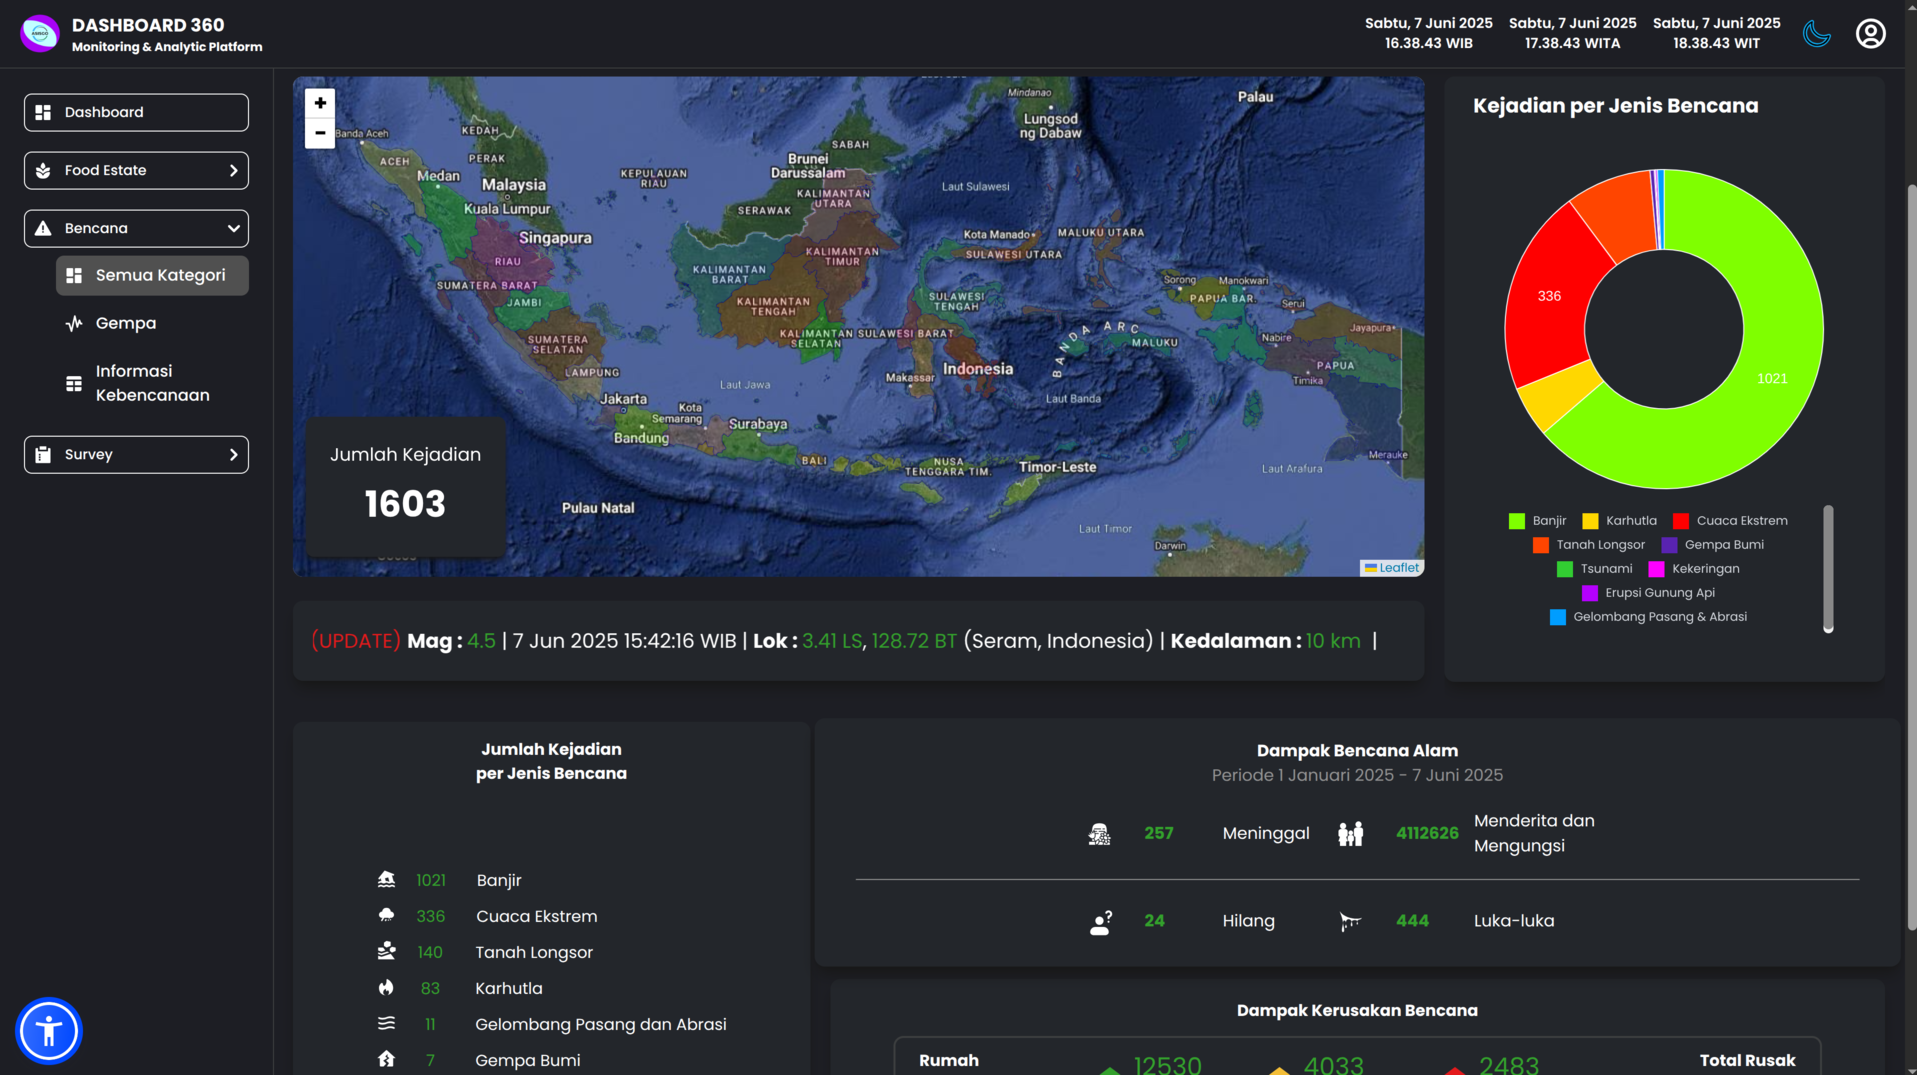 DASHBOARD 360
Monitoring & Analytic Platform
Sabtu, 7 Juni 2025
16.38.43 WIB
Sabtu, 7 Juni 2025
17.38.43 WITA
Sabtu, 7 Juni 2025
18.38.43 WIT
Dashboard
Food Estate
Bencana
Semua Kategori
Gempa
Informasi
Kebencanaan
Survey
+
-
Banda Aceh
ACEH
Medan
KEDAH
PERAK
Malaysia
Kuala Lumpur
Singapura
RIAU
SUMATERA BARAT
JAMBI
SUMATERA
SELATAN
LAMPUNG
KEPULAUAN
RIAU
SABAH
Brunei
Darussalam
KALIMANTAN
UTARA
SERAWAK
KALIMANTAN
BARAT
KALIMANTAN
TIMUR
KALIMANTAN
TENGAH
KALIMANTAN
SELATAN
SULAWESI BARAT
Mindanao
Lungsod
ng Dabaw
Palau
Laut Sulawesi
Kota Manado
MALUKU UTARA
SULAWESI UTARA
SULAWESI
TENGAH
Sorong
Manokwari
PAPUA BAR.
Serui
Jayapura
Nabire
PAPUA
Timika
BANDA ARC
MALUKU
Indonesia
Makassar
Laut Jawa
Laut Banda
Jakarta
Kota
Semarang
Surabaya
Bandung
BALI
NUSA
TENGGARA TIM.
Timor-Leste
Merauke
Laut Arafura
Pulau Natal
Laut Timor
Darwin
Jumlah Kejadian
1603
Leaflet
Kejadian per Jenis Bencana
336
1021
Banjir
Karhutla
Cuaca Ekstrem
Tanah Longsor
Gempa Bumi
Tsunami
Kekeringan
Erupsi Gunung Api
Gelombang Pasang & Abrasi
(UPDATE) Mag : 4.5 | 7 Jun 2025 15:42:16 WIB | Lok : 3.41 LS, 128.72 BT (Seram, Indonesia) | Kedalaman : 10 km |
Jumlah Kejadian
per Jenis Bencana
1021 Banjir
336 Cuaca Ekstrem
140 Tanah Longsor
83 Karhutla
11 Gelombang Pasang dan Abrasi
7 Gempa Bumi
Dampak Bencana Alam
Periode 1 Januari 2025 - 7 Juni 2025
257 Meninggal
4112626 Menderita dan
Mengungsi
24 Hilang
444 Luka-luka
Dampak Kerusakan Bencana
Rumah 12530 4033 2483 Total Rusak